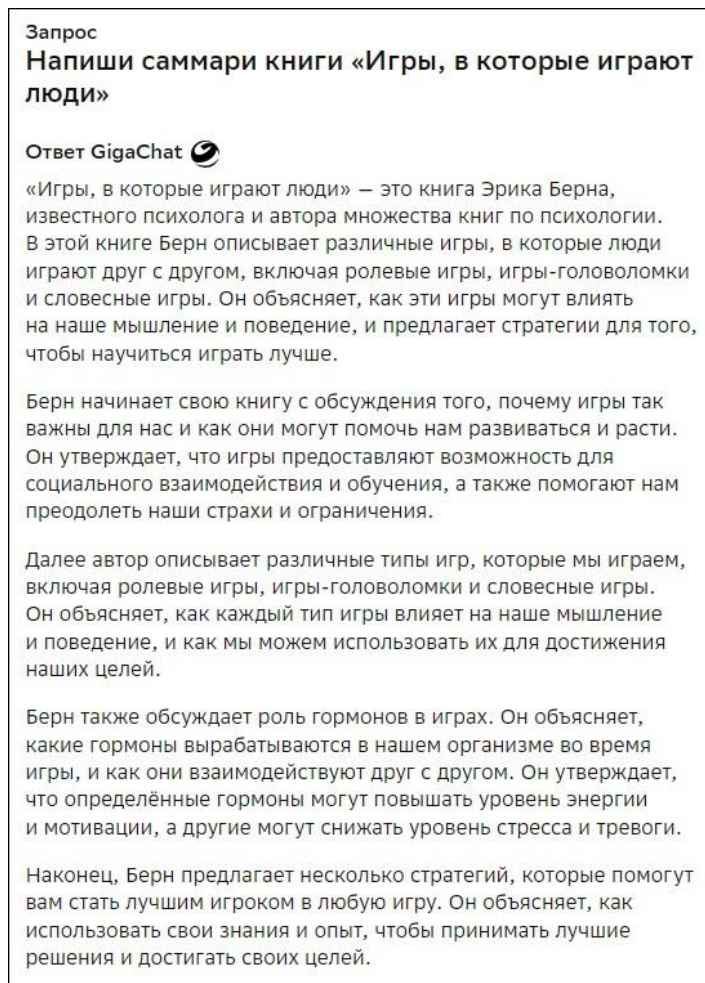 Запрос
Напиши саммари книги «Игры, в которые играют
люди»
Ответ GigaChat
«Игры, в которые играют люди» — это книга Эрика Берна,
известного психолога и автора множества книг по психологии.
В этой книге Берн описывает различные игры, в которые люди
играют друг с другом, включая ролевые игры, игры-головоломки
и словесные игры. Он объясняет, как эти игры могут влиять
на наше мышление и поведение, и предлагает стратегии для того,
чтобы научиться играть лучше.
Берн начинает свою книгу с обсуждения того, почему игры так
важны для нас и как они могут помочь нам развиваться и расти.
Он утверждает, что игры предоставляют возможность для
социального взаимодействия и обучения, а также помогают нам
преодолеть наши страхи и ограничения.
Далее автор описывает различные типы игр, которые мы играем,
включая ролевые игры, игры-головоломки и словесные игры.
Он объясняет, как каждый тип игры влияет на наше мышление
и поведение, и как мы можем использовать их для достижения
наших целей.
Берн также обсуждает роль гормонов в играх. Он объясняет,
какие гормоны вырабатываются в нашем организме во время
игры, и как они взаимодействуют друг с другом. Он утверждает,
что определённые гормоны могут повышать уровень энергии
и мотивации, а другие могут снижать уровень стресса и тревоги.
Наконец, Берн предлагает несколько стратегий, которые помогут
вам стать лучшим игроком в любую игру. Он объясняет, как
использовать свои знания и опыт, чтобы принимать лучшие
решения и достигать своих целей.